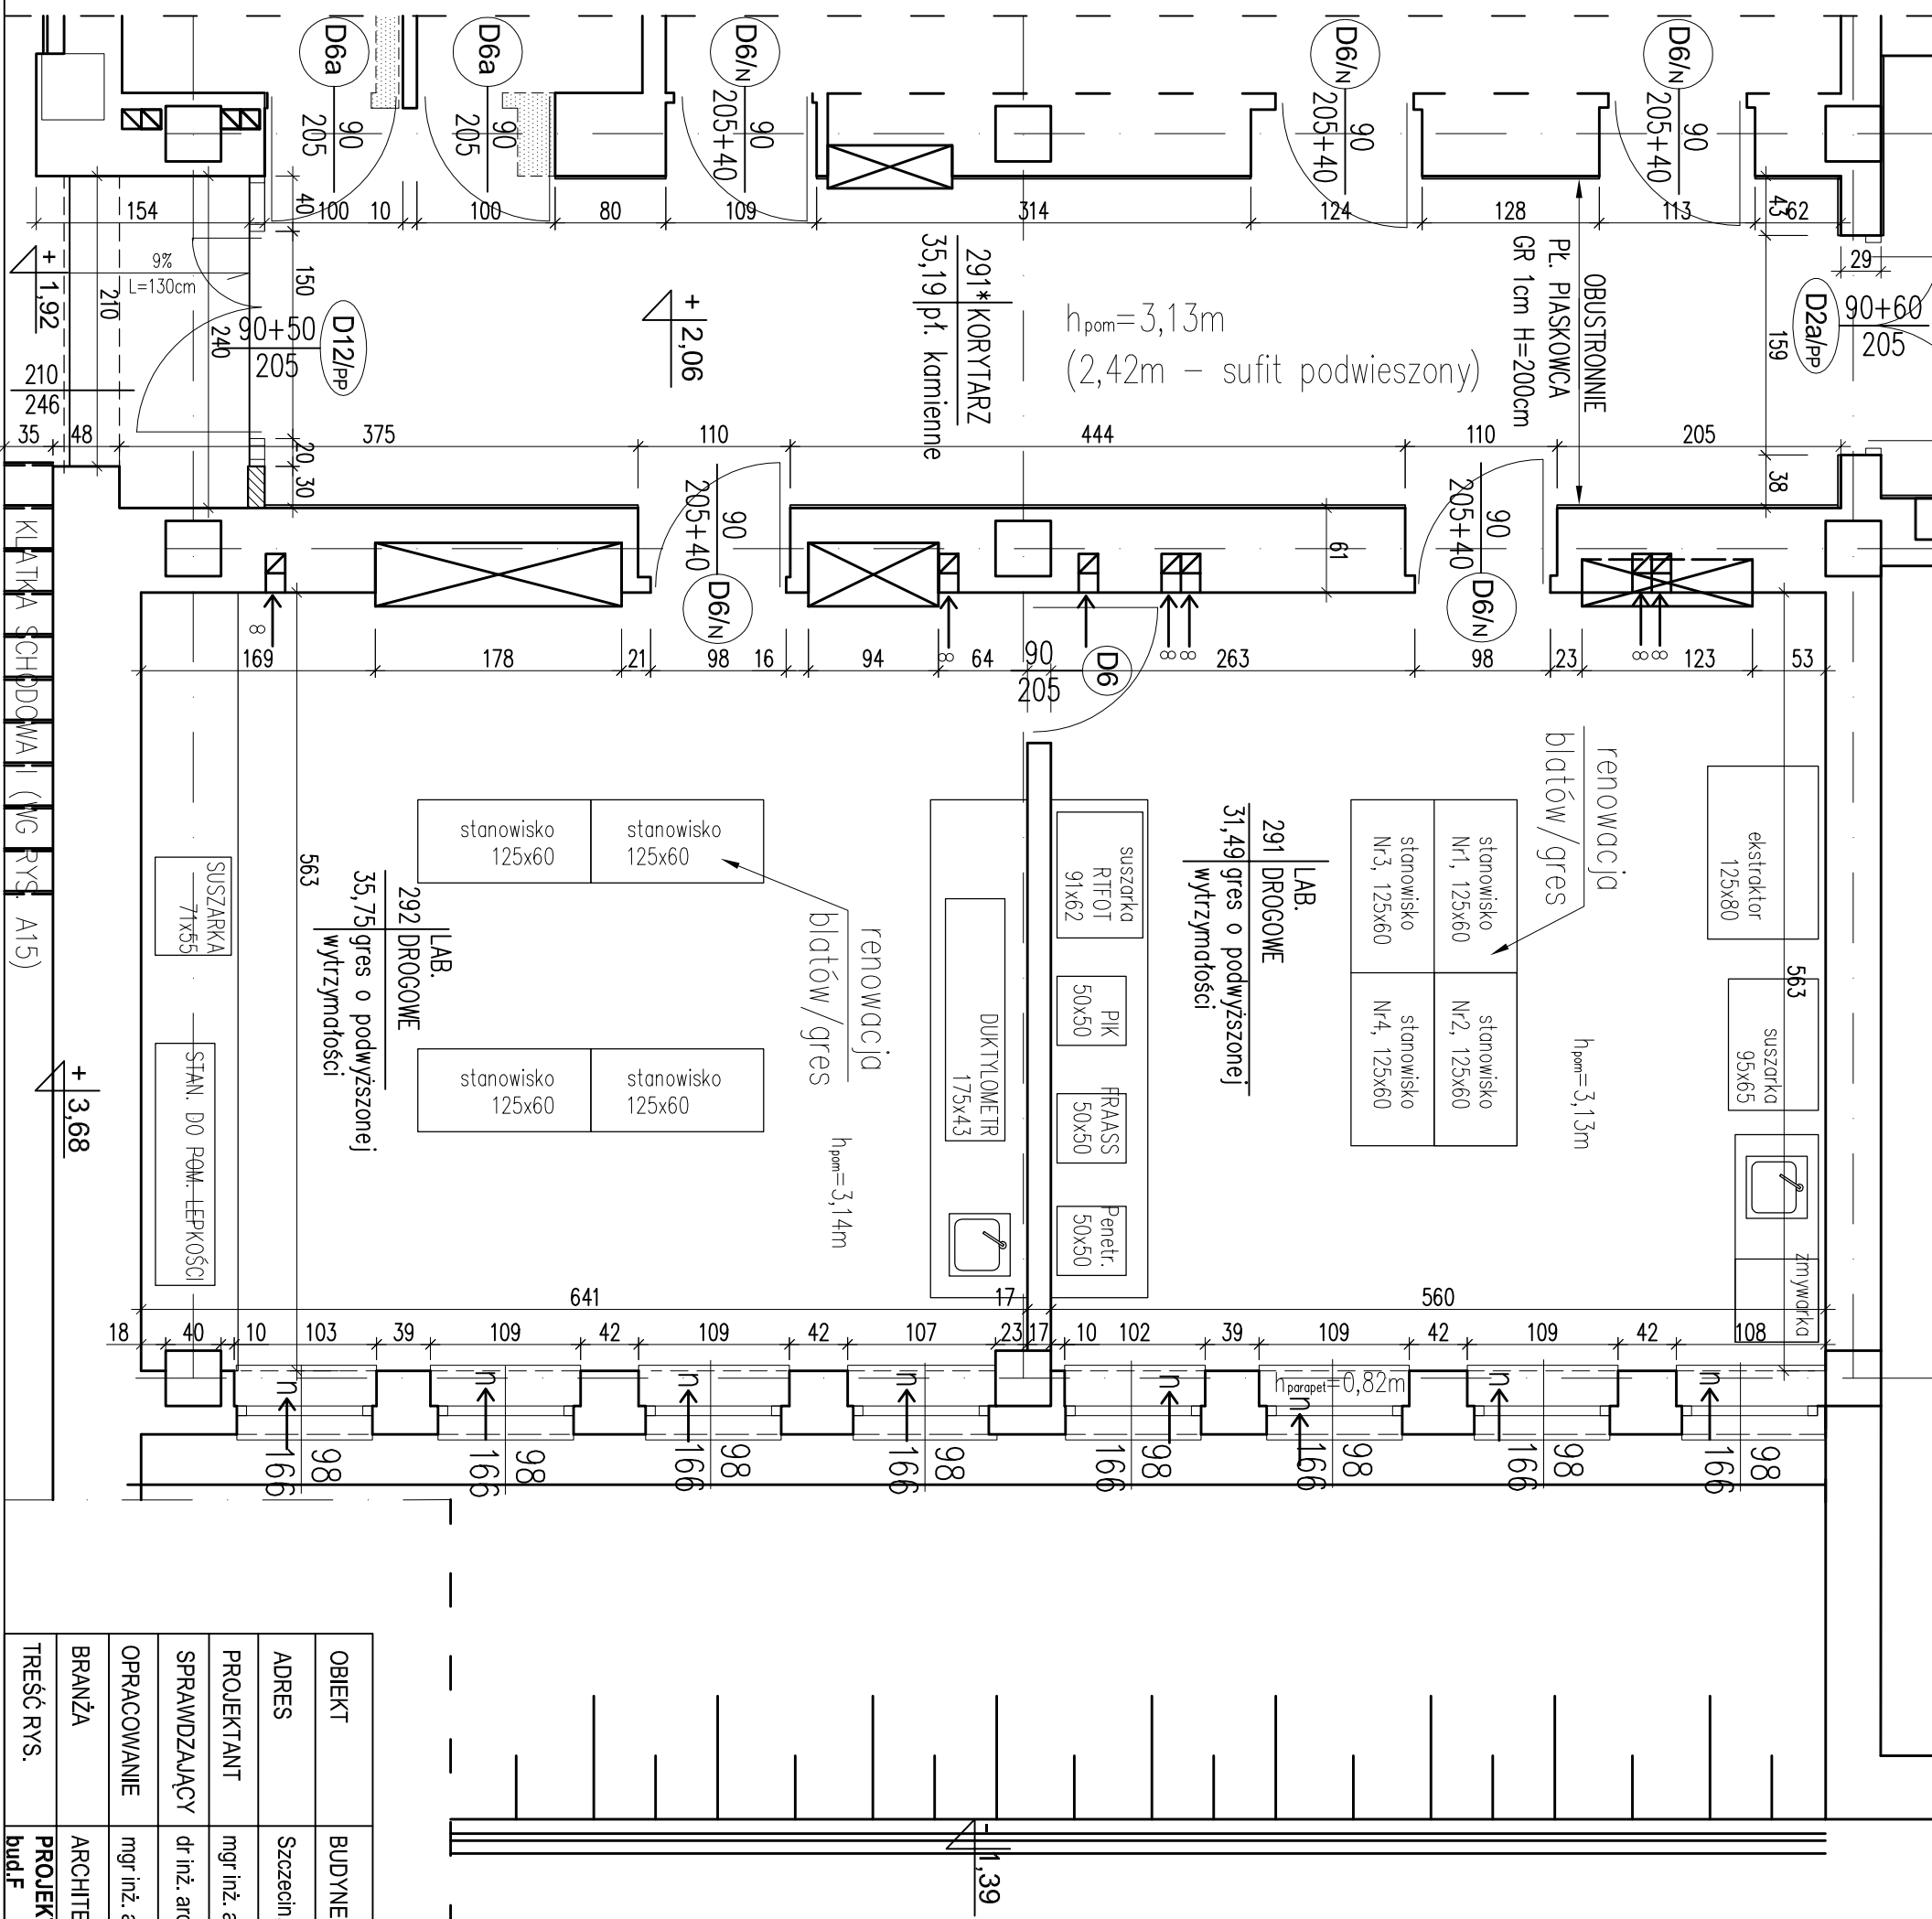 D6a
90
205
D6a
90
205
D6/N
90
205+40
D6/N
90
205+40
D6/N
90
205+40
154
40
100
10
100
80
109
314
124
128
113
43
62
29
9%
L=130cm
150
+ 1,92
210
240
210
246
90+50
205
D12/PP
+ 2,06
291* KORYTARZ
35,19 pł. kamienne
hpom=3,13m
(2,42m – sufit podwieszony)
OBUSTRONNIE
PŁ. PIASKOWCA
GR 1cm H=200cm
159
D2a/PP
90+60
205
35
48
375
20
30
110
444
110
205
38
90
205+40
D6/N
61
90
205+40
D6/N
8
8
8
8
8
8
169
178
21
98
16
94
64
90
205
D6
263
98
23
123
53
KLATKA SCHODOWA I (WG RYS. A15)
renowacja
blatów/gres
ekstraktor
125x80
stanowisko
Nr1, 125x60
stanowisko
Nr3, 125x60
stanowisko
Nr2, 125x60
stanowisko
Nr4, 125x60
563
suszarka
95x65
hpom=3,13m
zmywarka
291 LAB. DROGOWE
31,49 gres o podwyższonej
wytrzymałości
suszarka
RTFOT
91x62
PIK
50x50
FRAASS
50x50
Penetr.
50x50
DUKTYLOMETR
175x43
stanowisko
125x60
stanowisko
125x60
renowacja
blatów/gres
292 LAB. DROGOWE
35,75 gres o podwyższonej
wytrzymałości
stanowisko
125x60
stanowisko
125x60
hpom=3,14m
563
SUSZARKA
71x55
STAN. DO POM. LEPKOŚCI
+ 3,68
641
17
560
18
40
10
103
39
109
42
109
42
107
23
17
10
102
39
109
42
109
42
108
hparapet=0,82m
n
98
166
n
98
166
n
98
166
n
98
166
n
98
166
n
98
166
n
98
166
n
98
166
- 1,39
OBIEKT BUDYNE
ADRES Szczecin,
PROJEKTANT mgr inż. a
SPRAWDZAJĄCY dr inż. arc
OPRACOWANIE mgr inż. a
BRANŻA ARCHITE
TREŚĆ RYS. PROJEK
bud.F